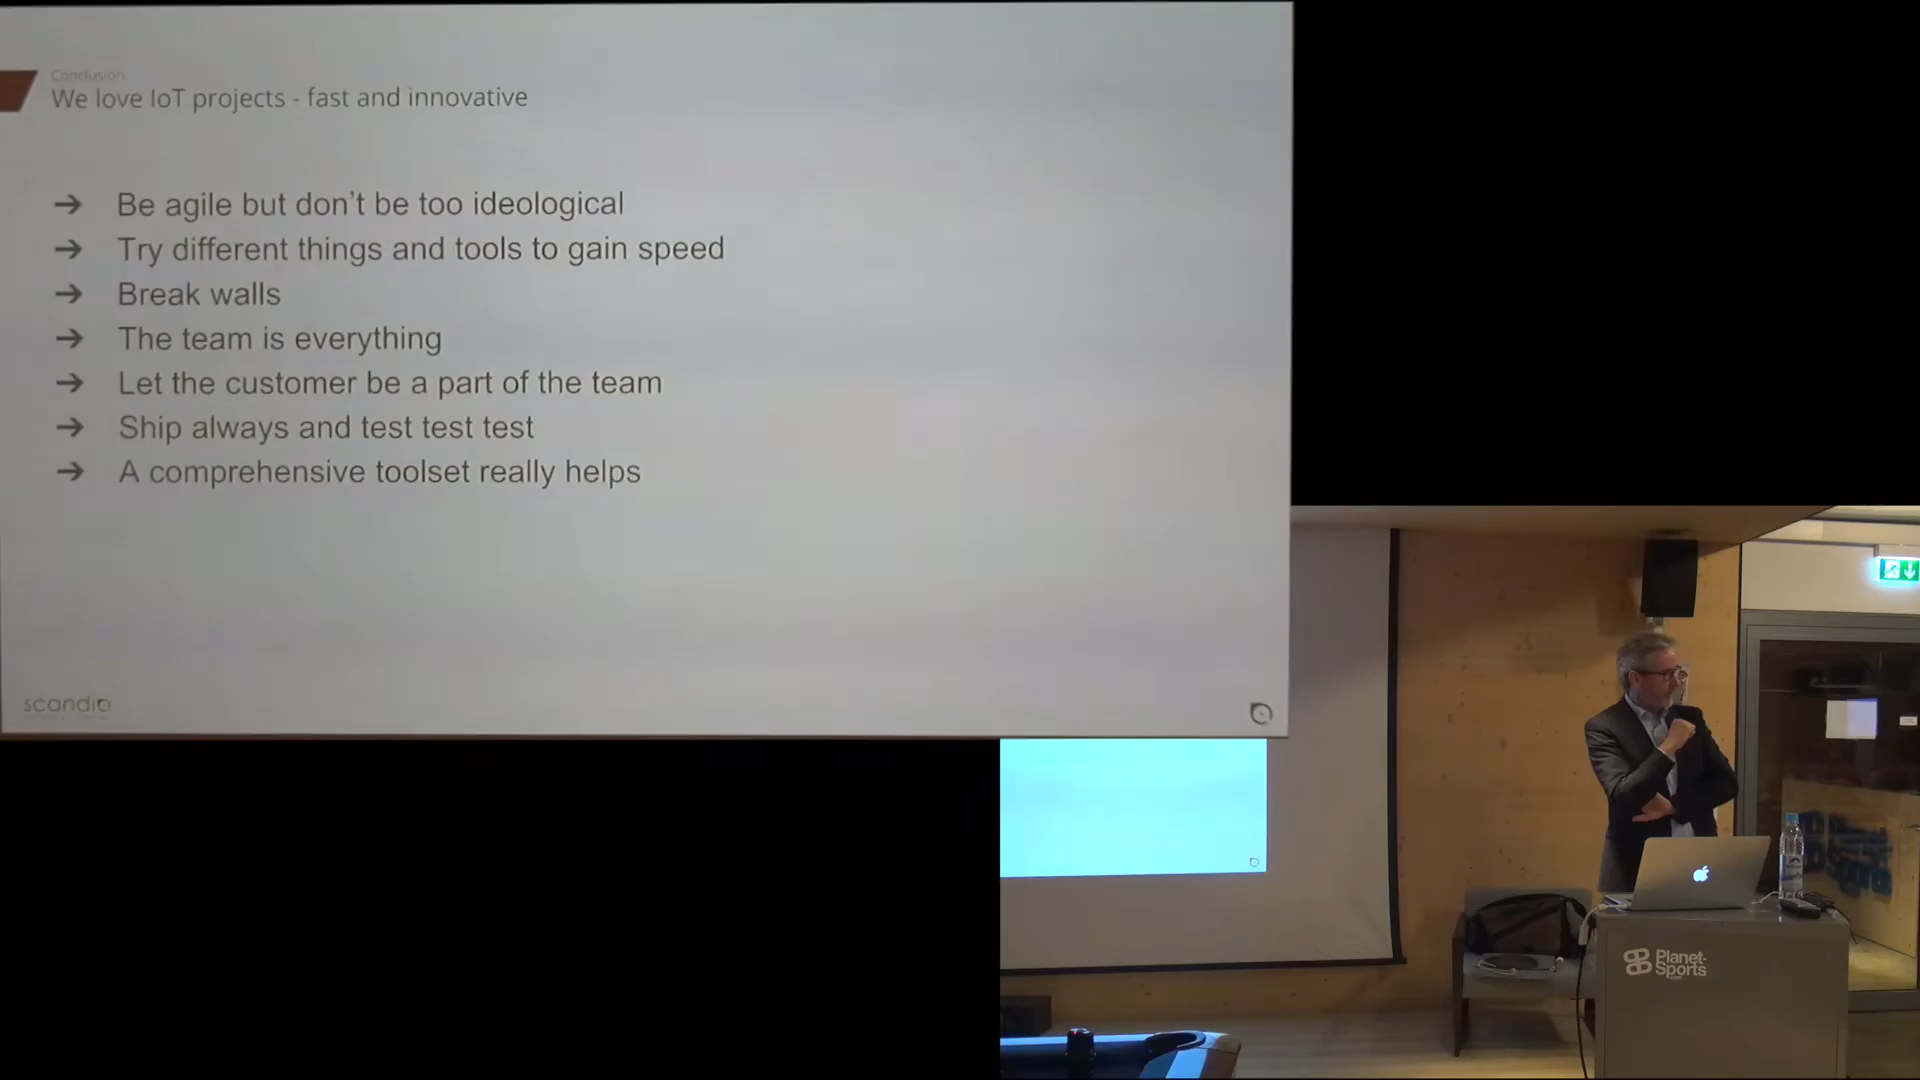 Conclusion
We love IoT projects - fast and innovative
➔ Be agile but don't be too ideological
➔ Try different things and tools to gain speed
➔ Break walls
➔ The team is everything
➔ Let the customer be a part of the team
➔ Ship always and test test test
➔ A comprehensive toolset really helps
scandio
Planet-
Sports